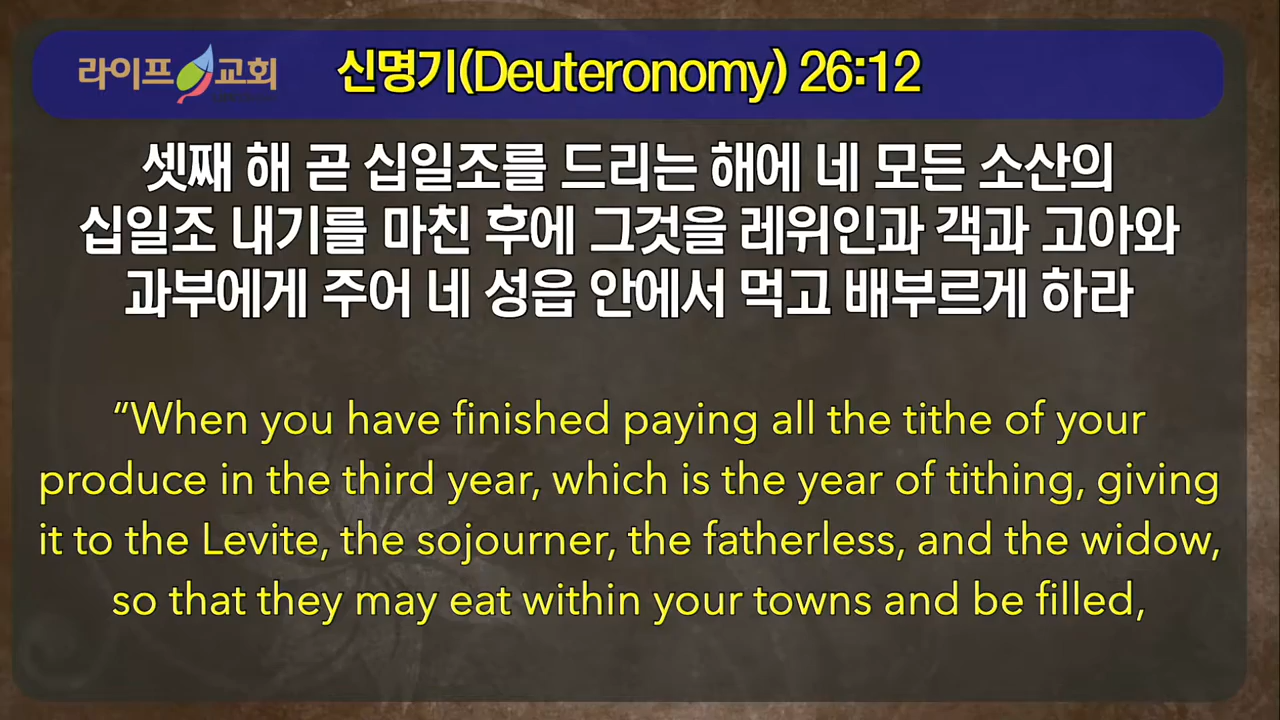 라이프 교회
신명기(Deuteronomy) 26:12
셋째 해 곧 십일조를 드리는 해에 네 모든 소산의
십일조 내기를 마친 후에 그것을 레위인과 객과 고아와
과부에게 주어 네 성읍 안에서 먹고 배부르게 하라
“When you have finished paying all the tithe of your
produce in the third year, which is the year of tithing, giving
it to the Levite, the sojourner, the fatherless, and the widow,
so that they may eat within your towns and be filled,